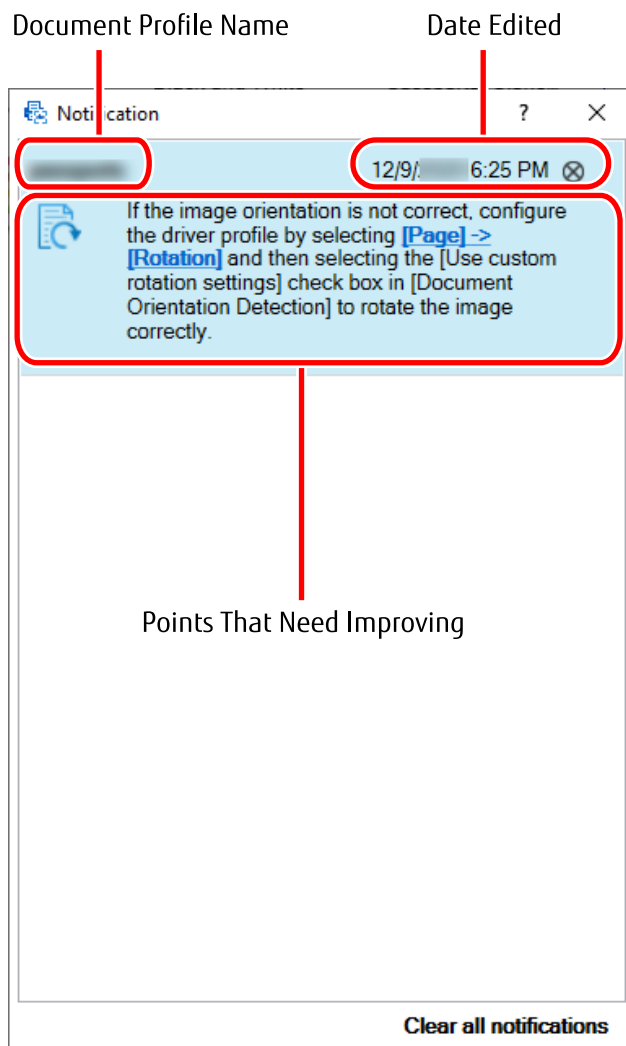 Document Profile Name
Date Edited
Notification
?
12/9/ 6:25 PM
If the image orientation is not correct, configure
the driver profile by selecting [Page] ->
[Rotation] and then selecting the [Use custom
rotation settings] check box in [Document
Orientation Detection] to rotate the image
correctly.
Points That Need Improving
Clear all notifications